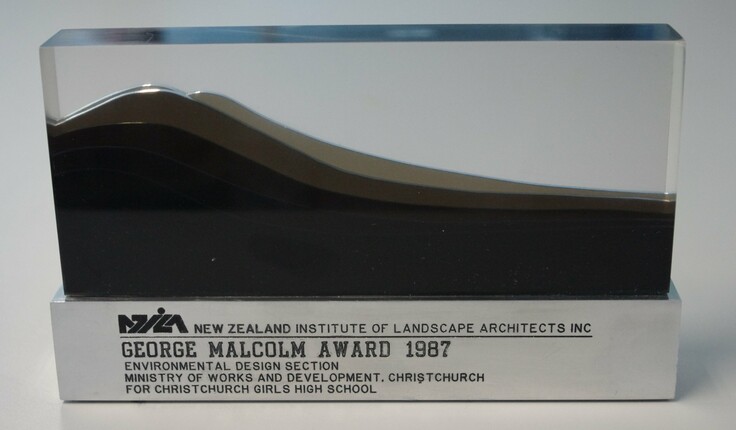 NZILA NEW ZEALAND INSTITUTE OF LANDSCAPE ARCHITECTS INC
GEORGE MALCOLM AWARD 1987
ENVIRONMENTAL DESIGN SECTION
MINISTRY OF WORKS AND DEVELOPMENT, CHRISTCHURCH
FOR CHRISTCHURCH GIRLS HIGH SCHOOL